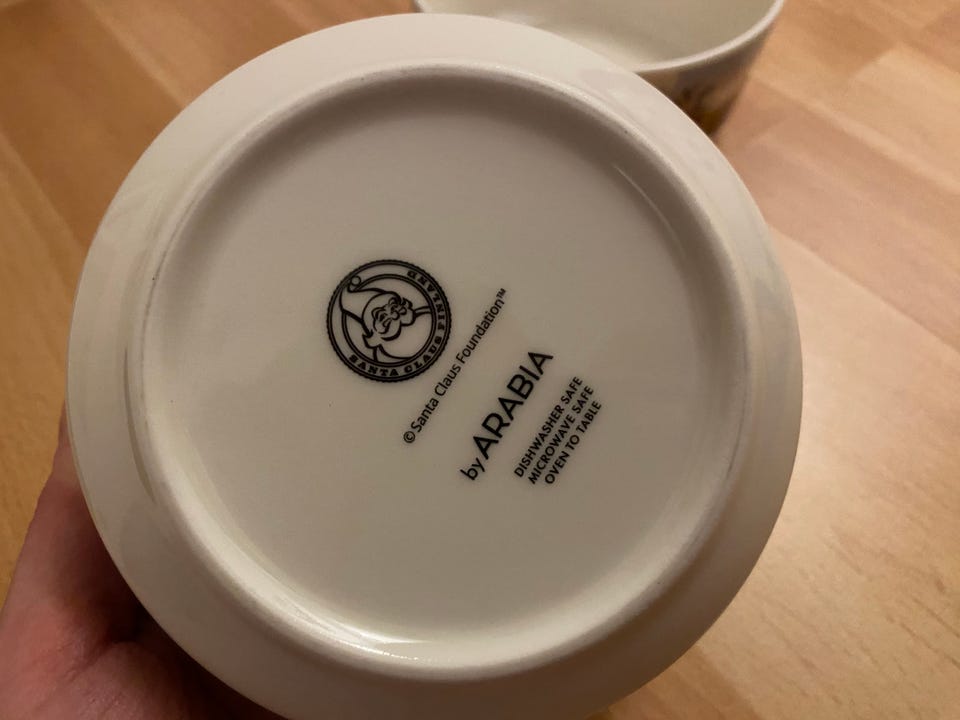 SANTA CLAUS FINLAND
©Santa Claus Foundation™
by ARABIA
DISHWASHER SAFE
MICROWAVE SAFE
OVEN TO TABLE